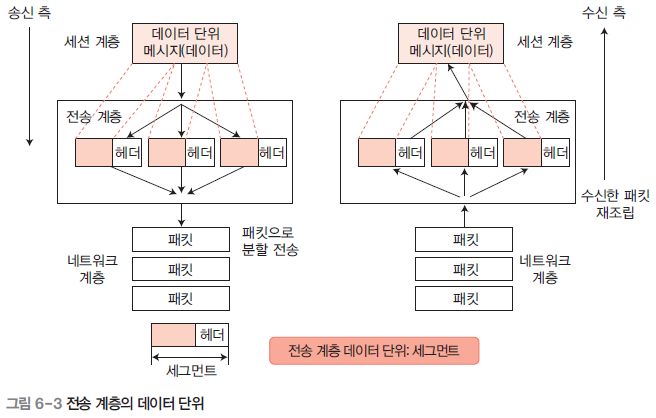 송신 측
세션 계층
데이터 단위
메시지(데이터)
전송 계층
헤더
헤더
헤더
네트워크
계층
패킷
패킷
패킷
패킷으로
분할 전송
헤더
세그먼트
수신 측
데이터 단위
메시지(데이터)
세션 계층
전송 계층
헤더
헤더
헤더
수신한 패킷
재조립
패킷
패킷
패킷
네트워크
계층
전송 계층 데이터 단위: 세그먼트
그림 6-3 전송 계층의 데이터 단위